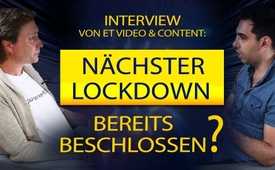 INTERVIEW
VON ET VIDEO & CONTENT:
NÄCHSTER
LOCKDOWN
BEREITS
BESCHLOSSEN?